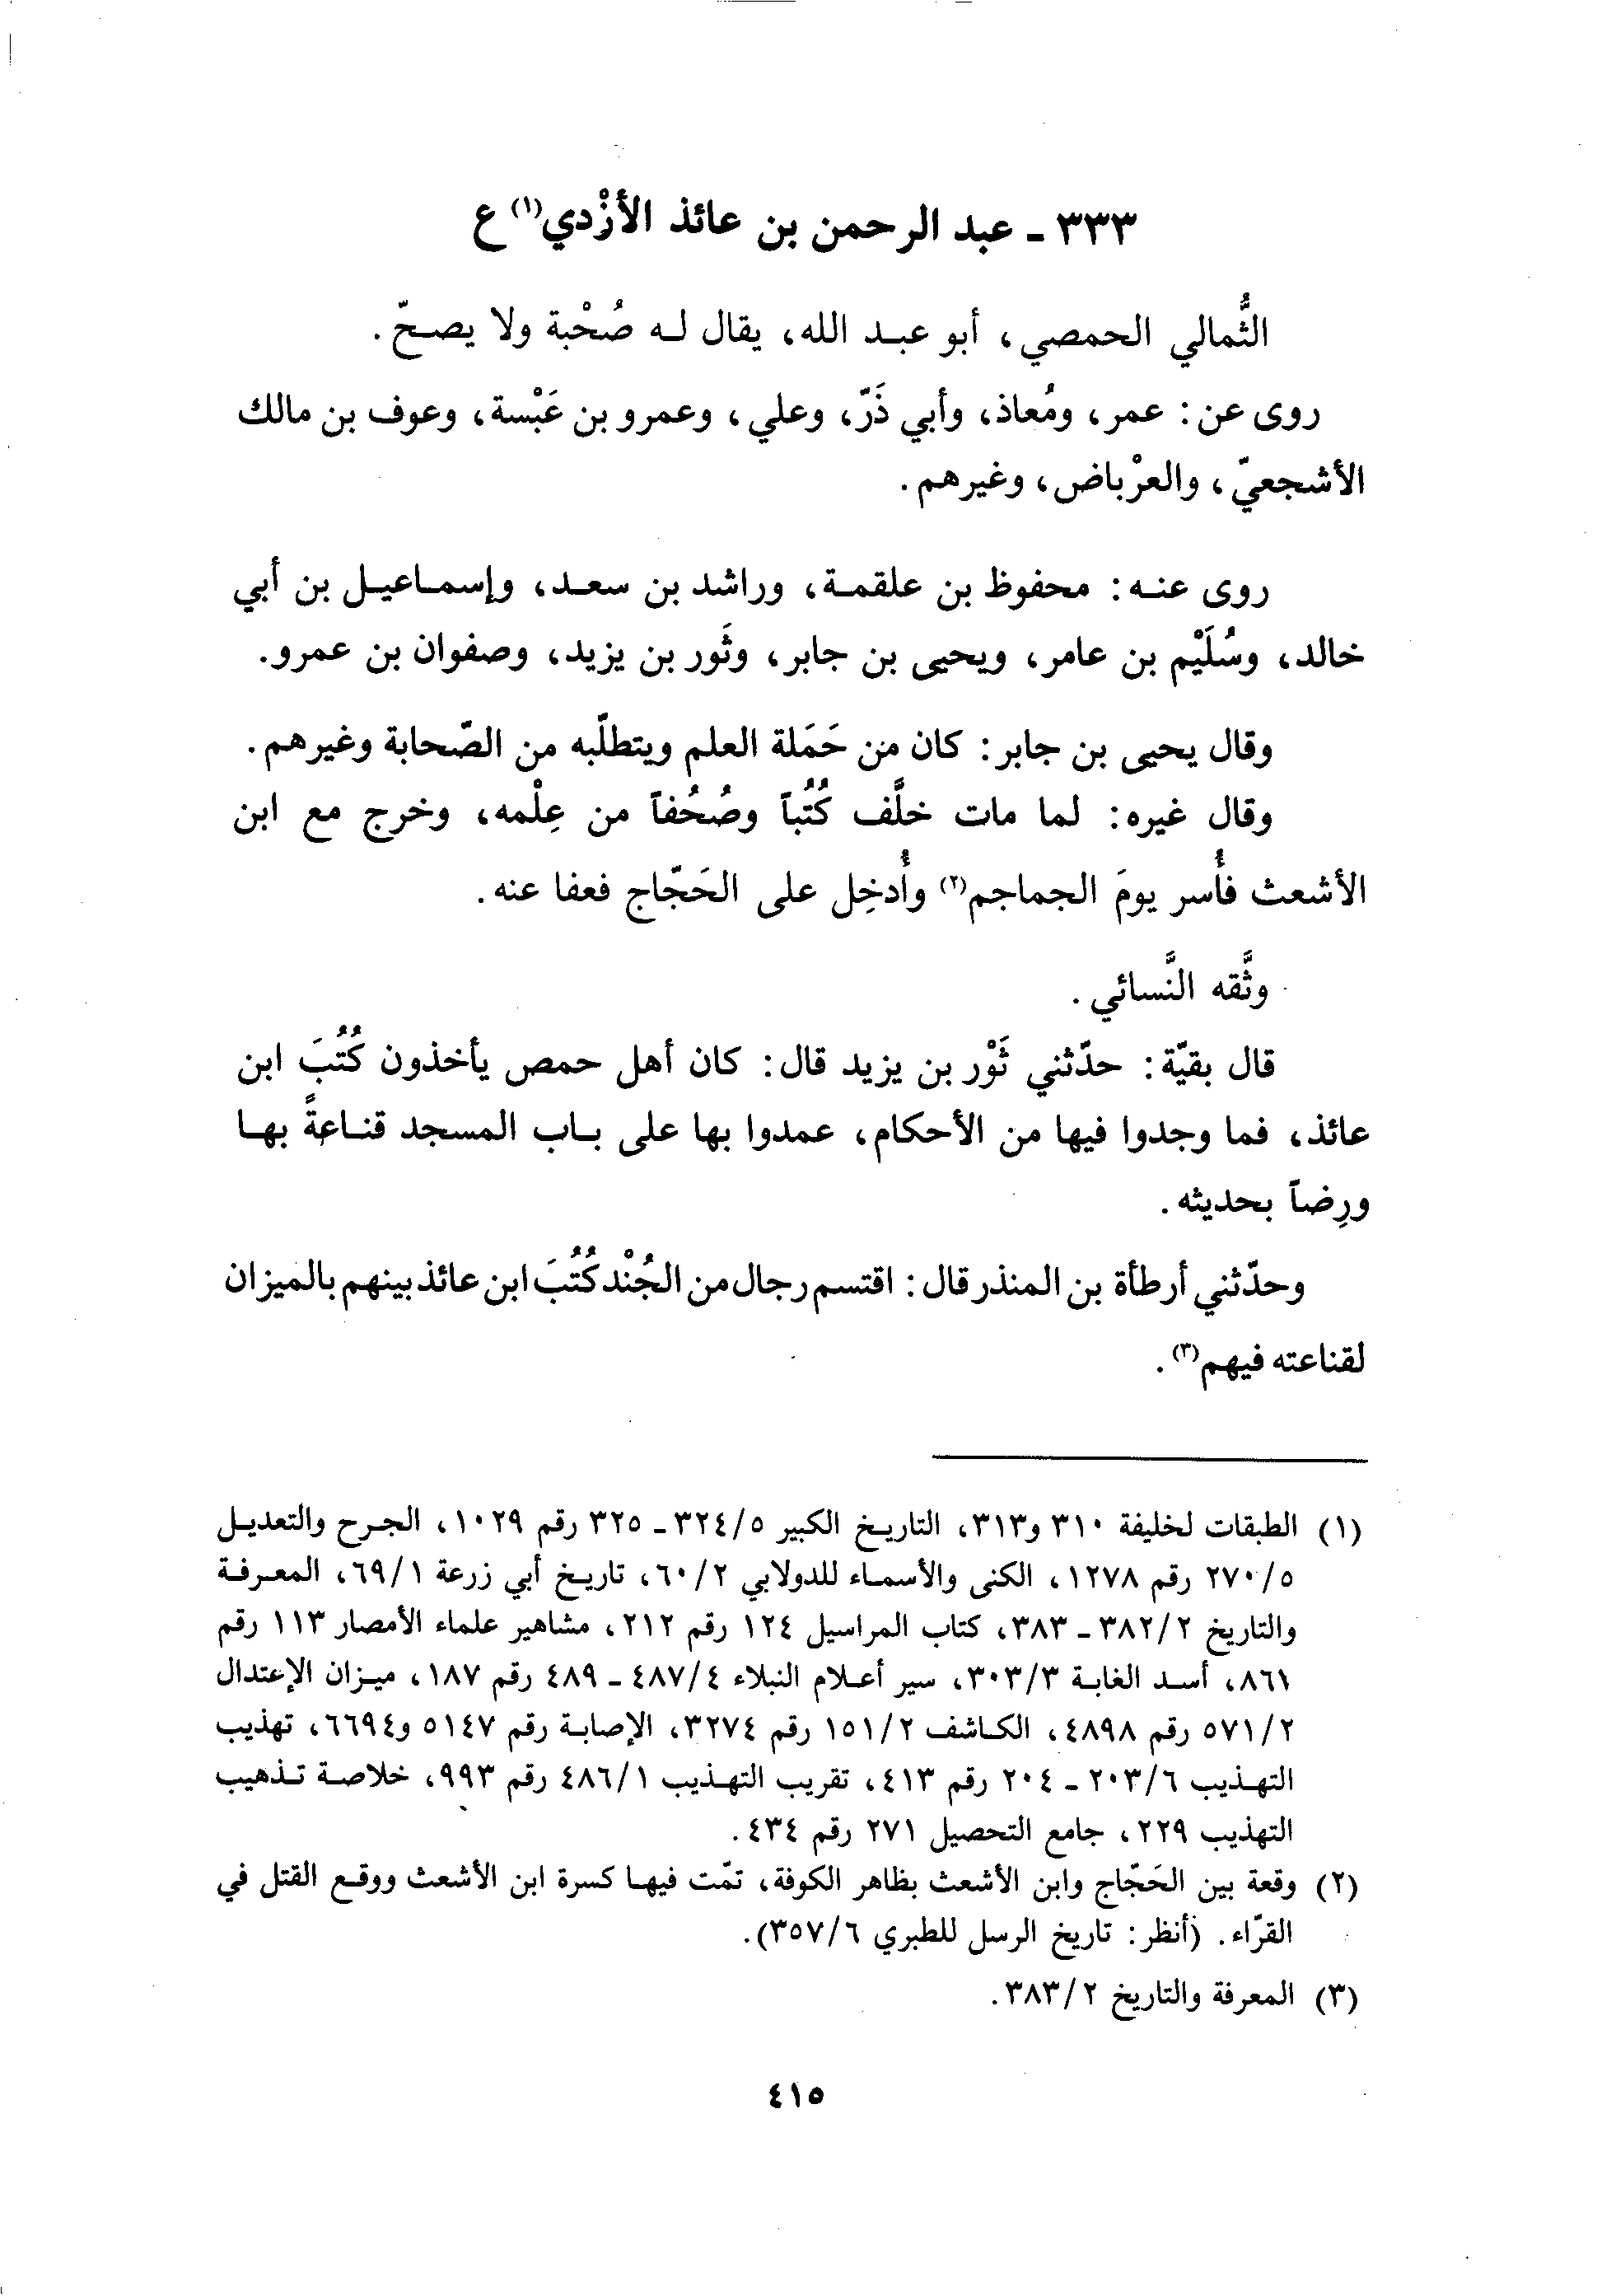 ٣٣٣ ـ عبد الرحمن بن عائذ الأزْدي(١) ع
الثُّمالي الحمصي، أبو عبد الله، يقال له صُحْبة ولا يصحّ.
روى عن: عمر، ومُعاذ، وأبي ذَرّ، وعلي، وعمرو بن عَبْسة، وعوف بن مالك
الأشجعيّ، والعرْباض، وغيرهم.
روى عنه: محفوظ بن علقمة، وراشد بن سعد، وإسماعيل بن أبي
خالد، وسُلَيْم بن عامر، ويحيى بن جابر، وثَور بن يزيد، وصفوان بن عمرو.
وقال يحيى بن جابر: كان من حَمَلة العلم ويتطلّبه من الصّحابة وغيرهم.
وقال غيره: لما مات خلَّف كُتُباً وصُحُفاً من عِلْمه، وخرج مع ابن
الأشعث فأُسر يومَ الجماجم(٢) وأُدخِل على الحَجّاج فعفا عنه.
وثَّقه النَّسائي.
قال بقيّة: حدّثني ثَوْر بن يزيد قال: كان أهل حمص يأخذون كُتُبَ ابن
عائذ، فما وجدوا فيها من الأحكام، عمدوا بها على باب المسجد قناعةً بها
ورِضاً بحديثه.
وحدّثني أرطأة بن المنذر قال: اقتسم رجال من الجُنْد كُتُبَ ابن عائذ بينهم بالميزان
لقناعته فيهم(٣).
(١) الطبقات لخليفة ٣١٠ و٣١٣، التاريخ الكبير ٣٢٤/٥ ـ ٣٢٥ رقم ١٠٢٩، الجرح والتعديل
٢٧٠/٥ رقم ١٢٧٨، الكنى والأسماء للدولابي ٦٠/٢، تاريخ أبي زرعة ٦٩/١، المعرفة
والتاريخ ٣٨٢/٢ ـ ٣٨٣، كتاب المراسيل ١٢٤ رقم ٢١٢، مشاهير علماء الأمصار ١١٣ رقم
٨٦١، أسد الغابة ٣٠٣/٣، سير أعلام النبلاء ٤٨٧/٤ ـ ٤٨٩ رقم ١٨٧، ميزان الإعتدال
٥٧١/٢ رقم ٤٨٩٨، الكاشف ١٥١/٢ رقم ٣٢٧٤، الإصابة رقم ٥١٤٧ و٦٦٩٤، تهذيب
التهذيب ٢٠٣/٦ ـ ٢٠٤ رقم ٤١٣، تقريب التهذيب ٤٨٦/١ رقم ٩٩٣، خلاصة تذهيب
التهذيب ٢٢٩، جامع التحصيل ٢٧١ رقم ٤٣٤.
(٢) وقعة بين الحَجّاج وابن الأشعث بظاهر الكوفة، تمّت فيها كسرة ابن الأشعث ووقع القتل في
القرّاء. (أنظر: تاريخ الرسل للطبري ٣٥٧/٦).
(٣) المعرفة والتاريخ ٣٨٣/٢.
٤١٥